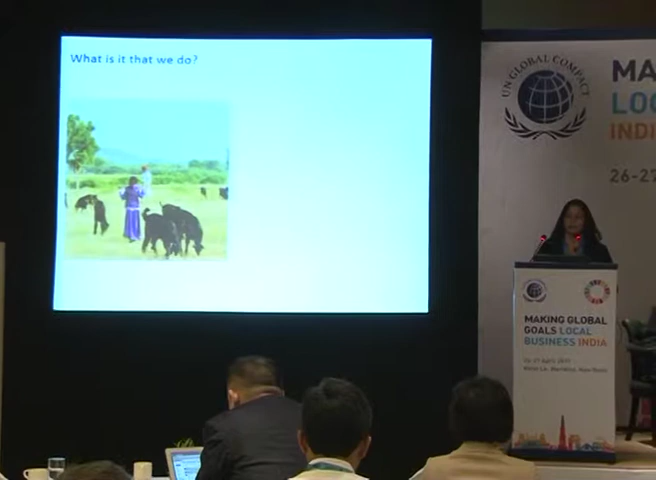 What is it that we do?
UN GLOBAL COMPACT
MA
LOC
INDI
26-27
MAKING GLOBAL
GOALS LOCAL
BUSINESS INDIA